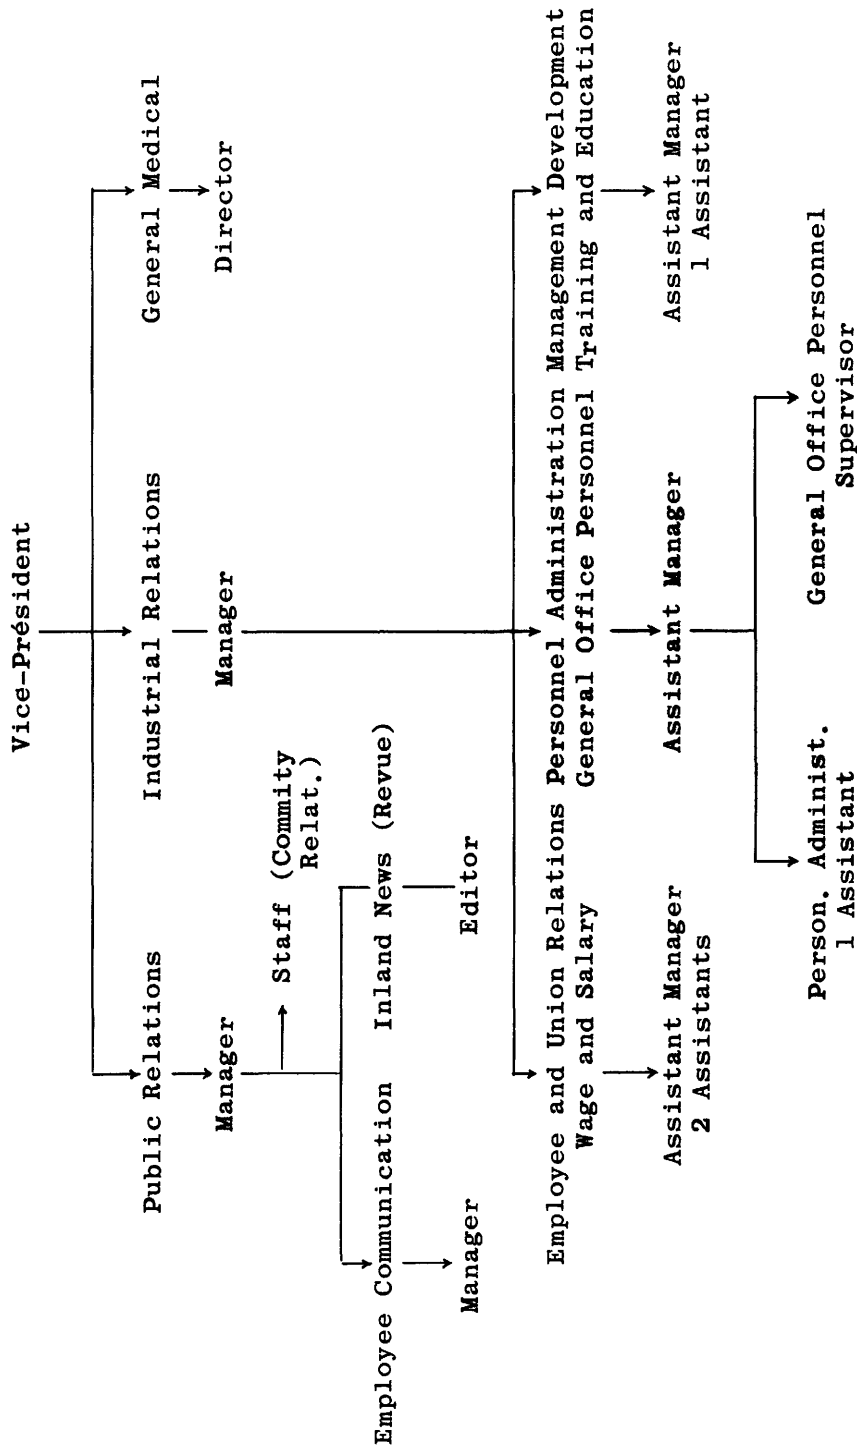 Vice-Président
Public Relations
Industrial Relations
General Medical
Manager
Manager
Director
Staff (Commity
Relat.)
Employee Communication
Inland News (Revue)
Manager
Editor
Employee and Union Relations
Wage and Salary
Personnel Administration
General Office Personnel
Management Development
Training and Education
Assistant Manager
2 Assistants
Assistant Manager
Assistant Manager
1 Assistant
Person. Administ.
1 Assistant
General Office Personnel
Supervisor